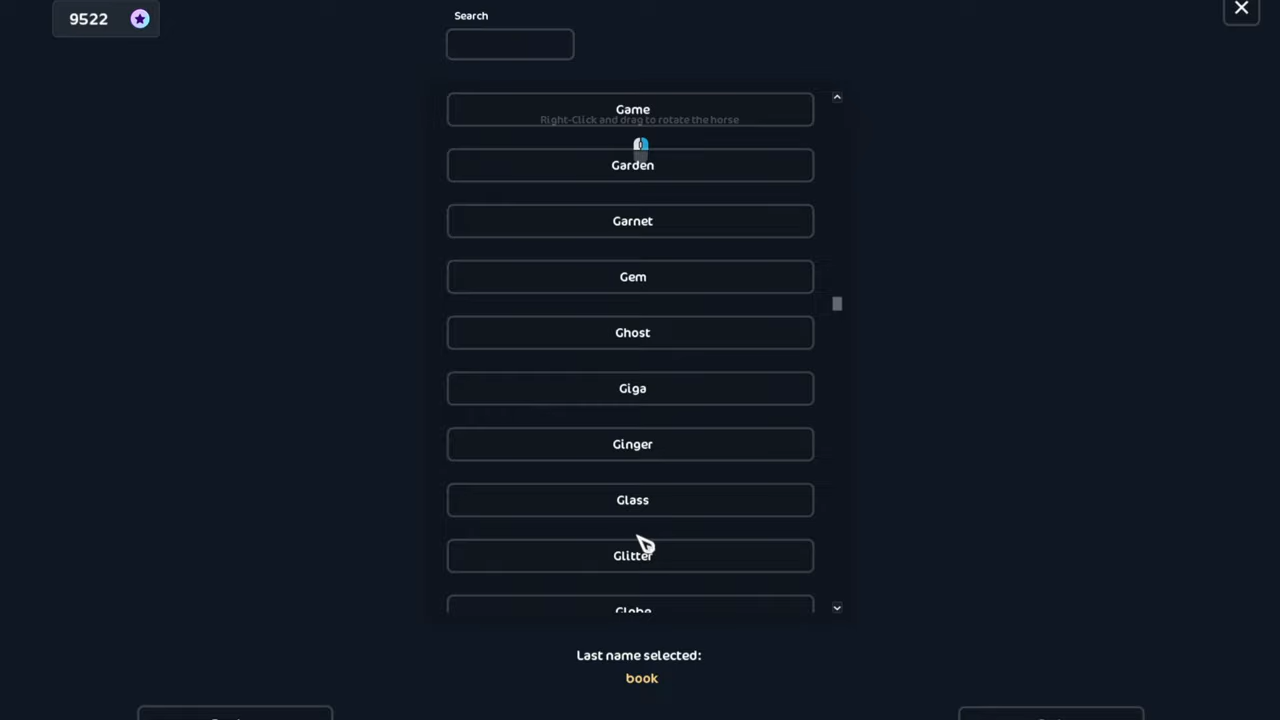 9522
Search
Game
Right-Click and drag to rotate the horse
Garden
Garnet
Gem
Ghost
Giga
Ginger
Glass
Glitter
Globe
Last name selected:
book